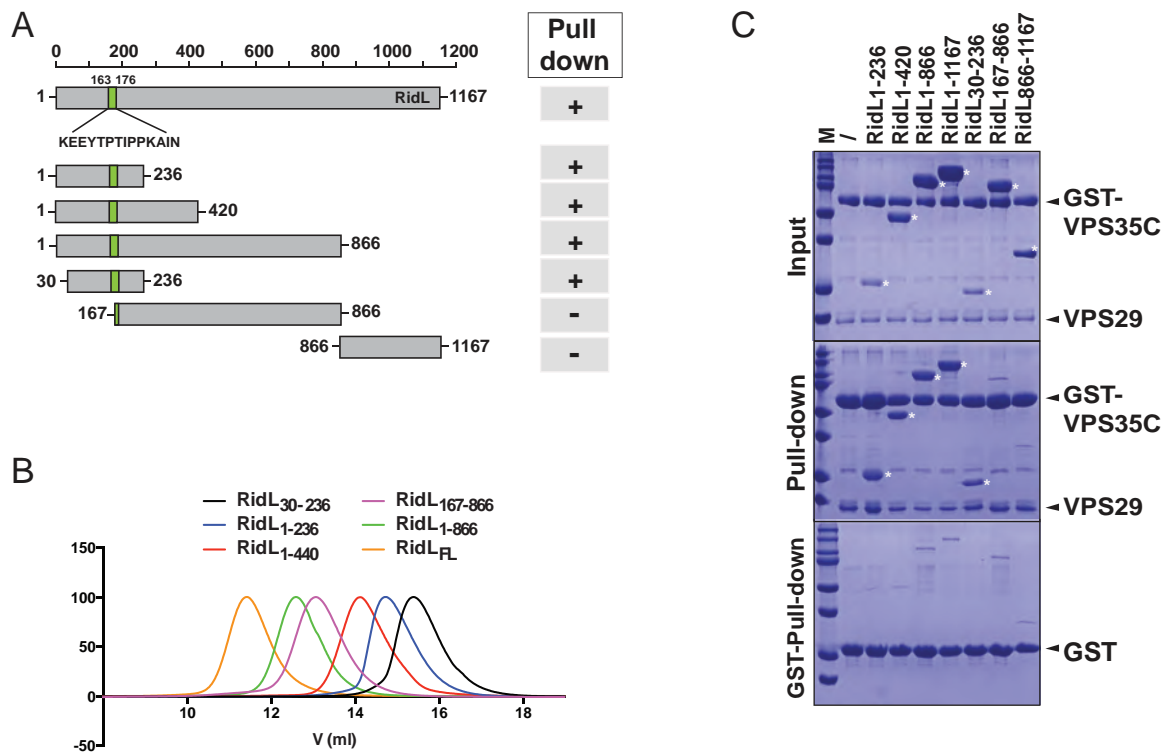 A
0 200 400 600 800 1000 1200
Pull
down
163 176
1 RidL 1167 +
KEEYTPTIPPKAIN
1 236 +
1 420 +
1 866 +
30 236 +
167 866 -
866 1167 -
B
RidL30-236 RidL167-866
RidL1-236 RidL1-866
RidL1-440 RidLFL
150
100
50
0
-50
10 12 14 16 18
V (ml)
C
M
/
RidL1-236
RidL1-420
RidL1-866
RidL1-1167
RidL30-236
RidL167-866
RidL866-1167
Input
GST-
VPS35C
VPS29
Pull-down
GST-
VPS35C
VPS29
GST-Pull-down
GST